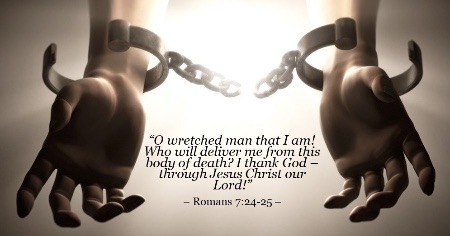 “O wretched man that I am!
Who will deliver me from this
body of death? I thank God –
through Jesus Christ our
Lord!”
– Romans 7:24-25 –